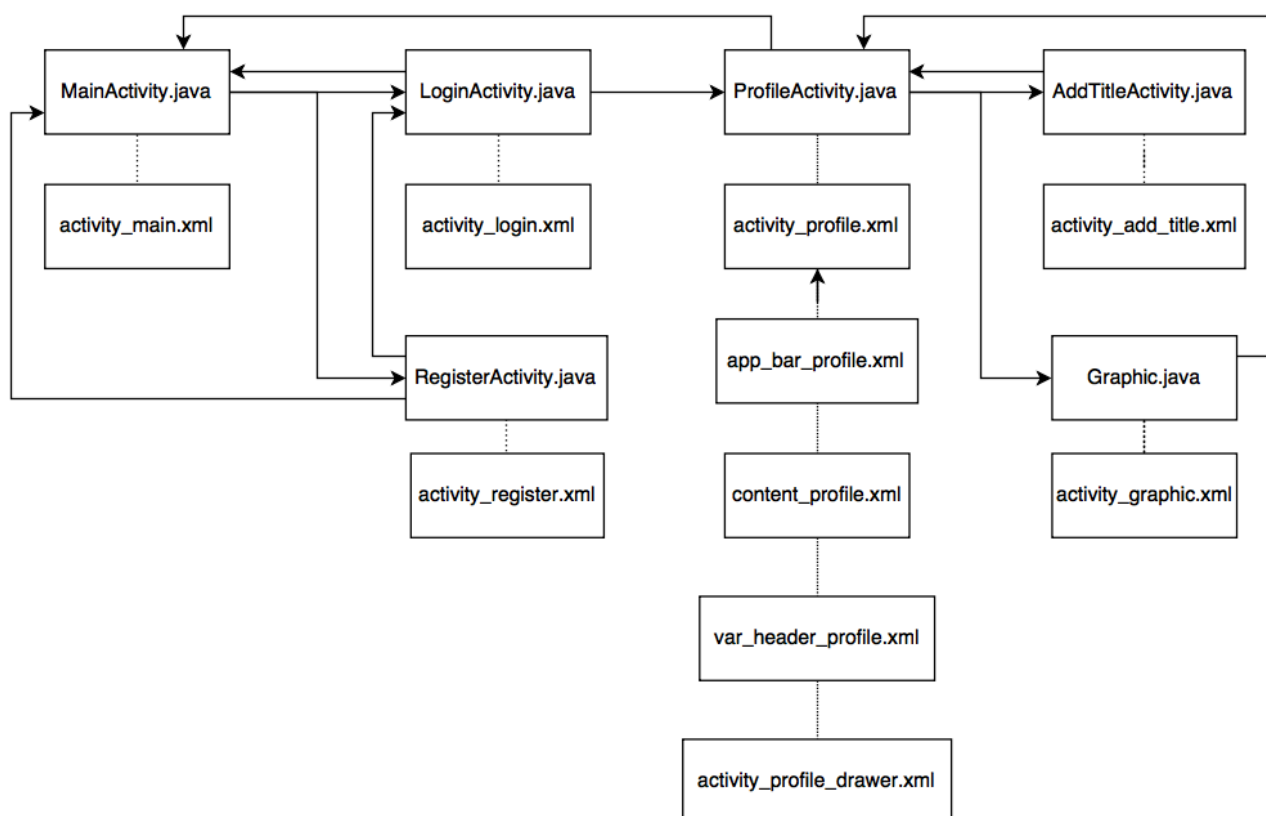 MainActivity.java
LoginActivity.java
ProfileActivity.java
AddTitleActivity.java
activity_main.xml
activity_login.xml
activity_profile.xml
activity_add_title.xml
app_bar_profile.xml
RegisterActivity.java
Graphic.java
activity_register.xml
content_profile.xml
activity_graphic.xml
var_header_profile.xml
activity_profile_drawer.xml